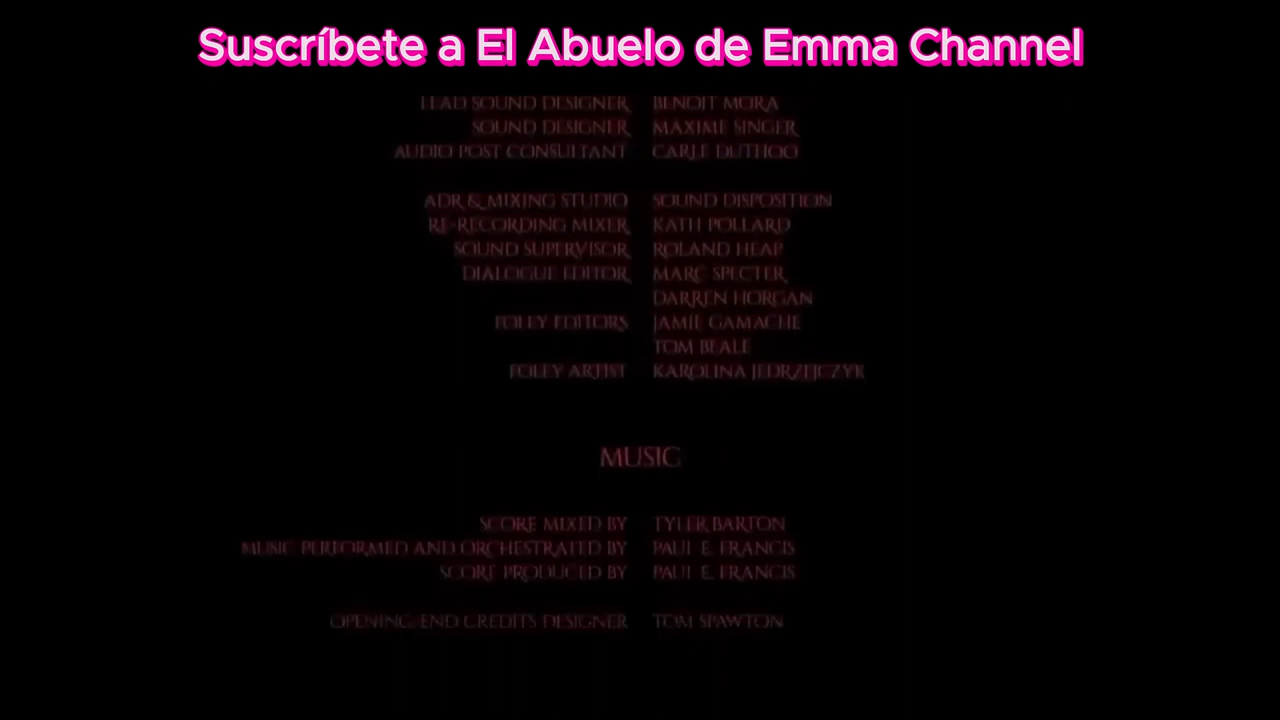 Suscríbete a El Abuelo de Emma Channel
LEAD SOUND DESIGNER BENOIT MORA
SOUND DESIGNER MAXIME SINGER
AUDIO POST CONSULTANT CARLE DUTHOO
ADR & MIXING STUDIO SOUND DISPOSITION
RE-RECORDING MIXER KATH POLLARD
SOUND SUPERVISOR ROLAND HEAP
DIALOGUE EDITOR MARC SPECTER
DARREN HORGAN
FOLEY EDITORS JAMIE GAMACHE
TOM BEALE
FOLEY ARTIST KAROLINA JEDRZEJCZYK
MUSIC
SCORE MIXED BY TYLER BARTON
MUSIC PERFORMED AND ORCHESTRATED BY PAUL E. FRANCIS
SCORE PRODUCED BY PAUL E. FRANCIS
OPENING/END CREDITS DESIGNER TOM SPAWTON